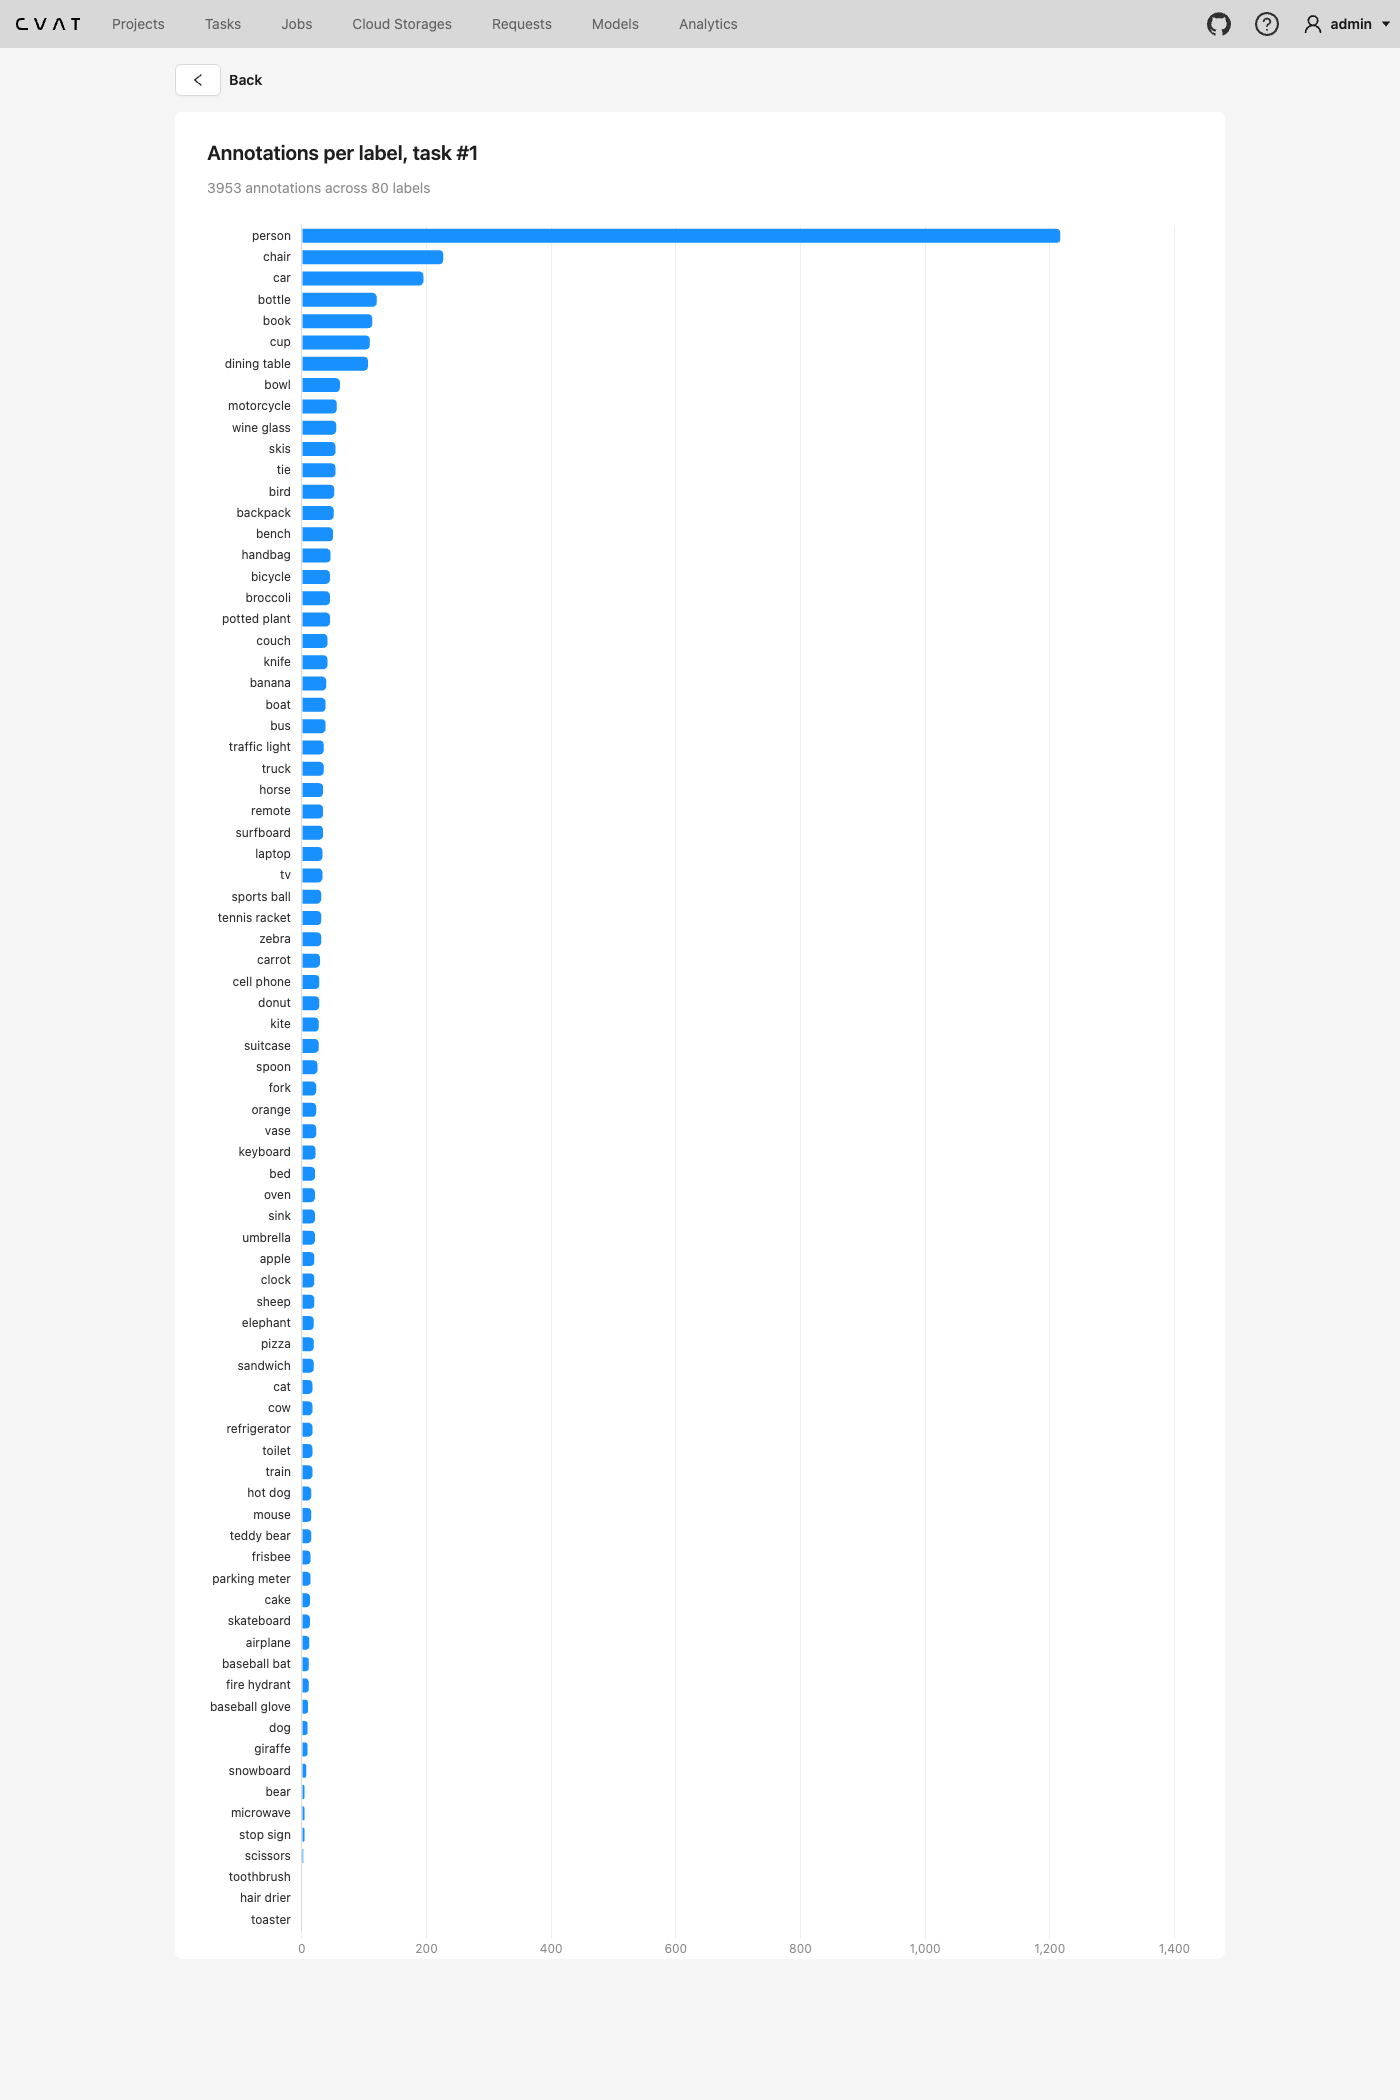 CVAT Projects Tasks Jobs Cloud Storages Requests Models Analytics admin
Back
Annotations per label, task #1
3953 annotations across 80 labels
person
chair
car
bottle
book
cup
dining table
bowl
motorcycle
wine glass
skis
tie
bird
backpack
bench
handbag
bicycle
broccoli
potted plant
couch
knife
banana
boat
bus
traffic light
truck
horse
remote
surfboard
laptop
tv
sports ball
tennis racket
zebra
carrot
cell phone
donut
kite
suitcase
spoon
fork
orange
vase
keyboard
bed
oven
sink
umbrella
apple
clock
sheep
elephant
pizza
sandwich
cat
cow
refrigerator
toilet
train
hot dog
mouse
teddy bear
frisbee
parking meter
cake
skateboard
airplane
baseball bat
fire hydrant
baseball glove
dog
giraffe
snowboard
bear
microwave
stop sign
scissors
toothbrush
hair drier
toaster
0 200 400 600 800 1,000 1,200 1,400